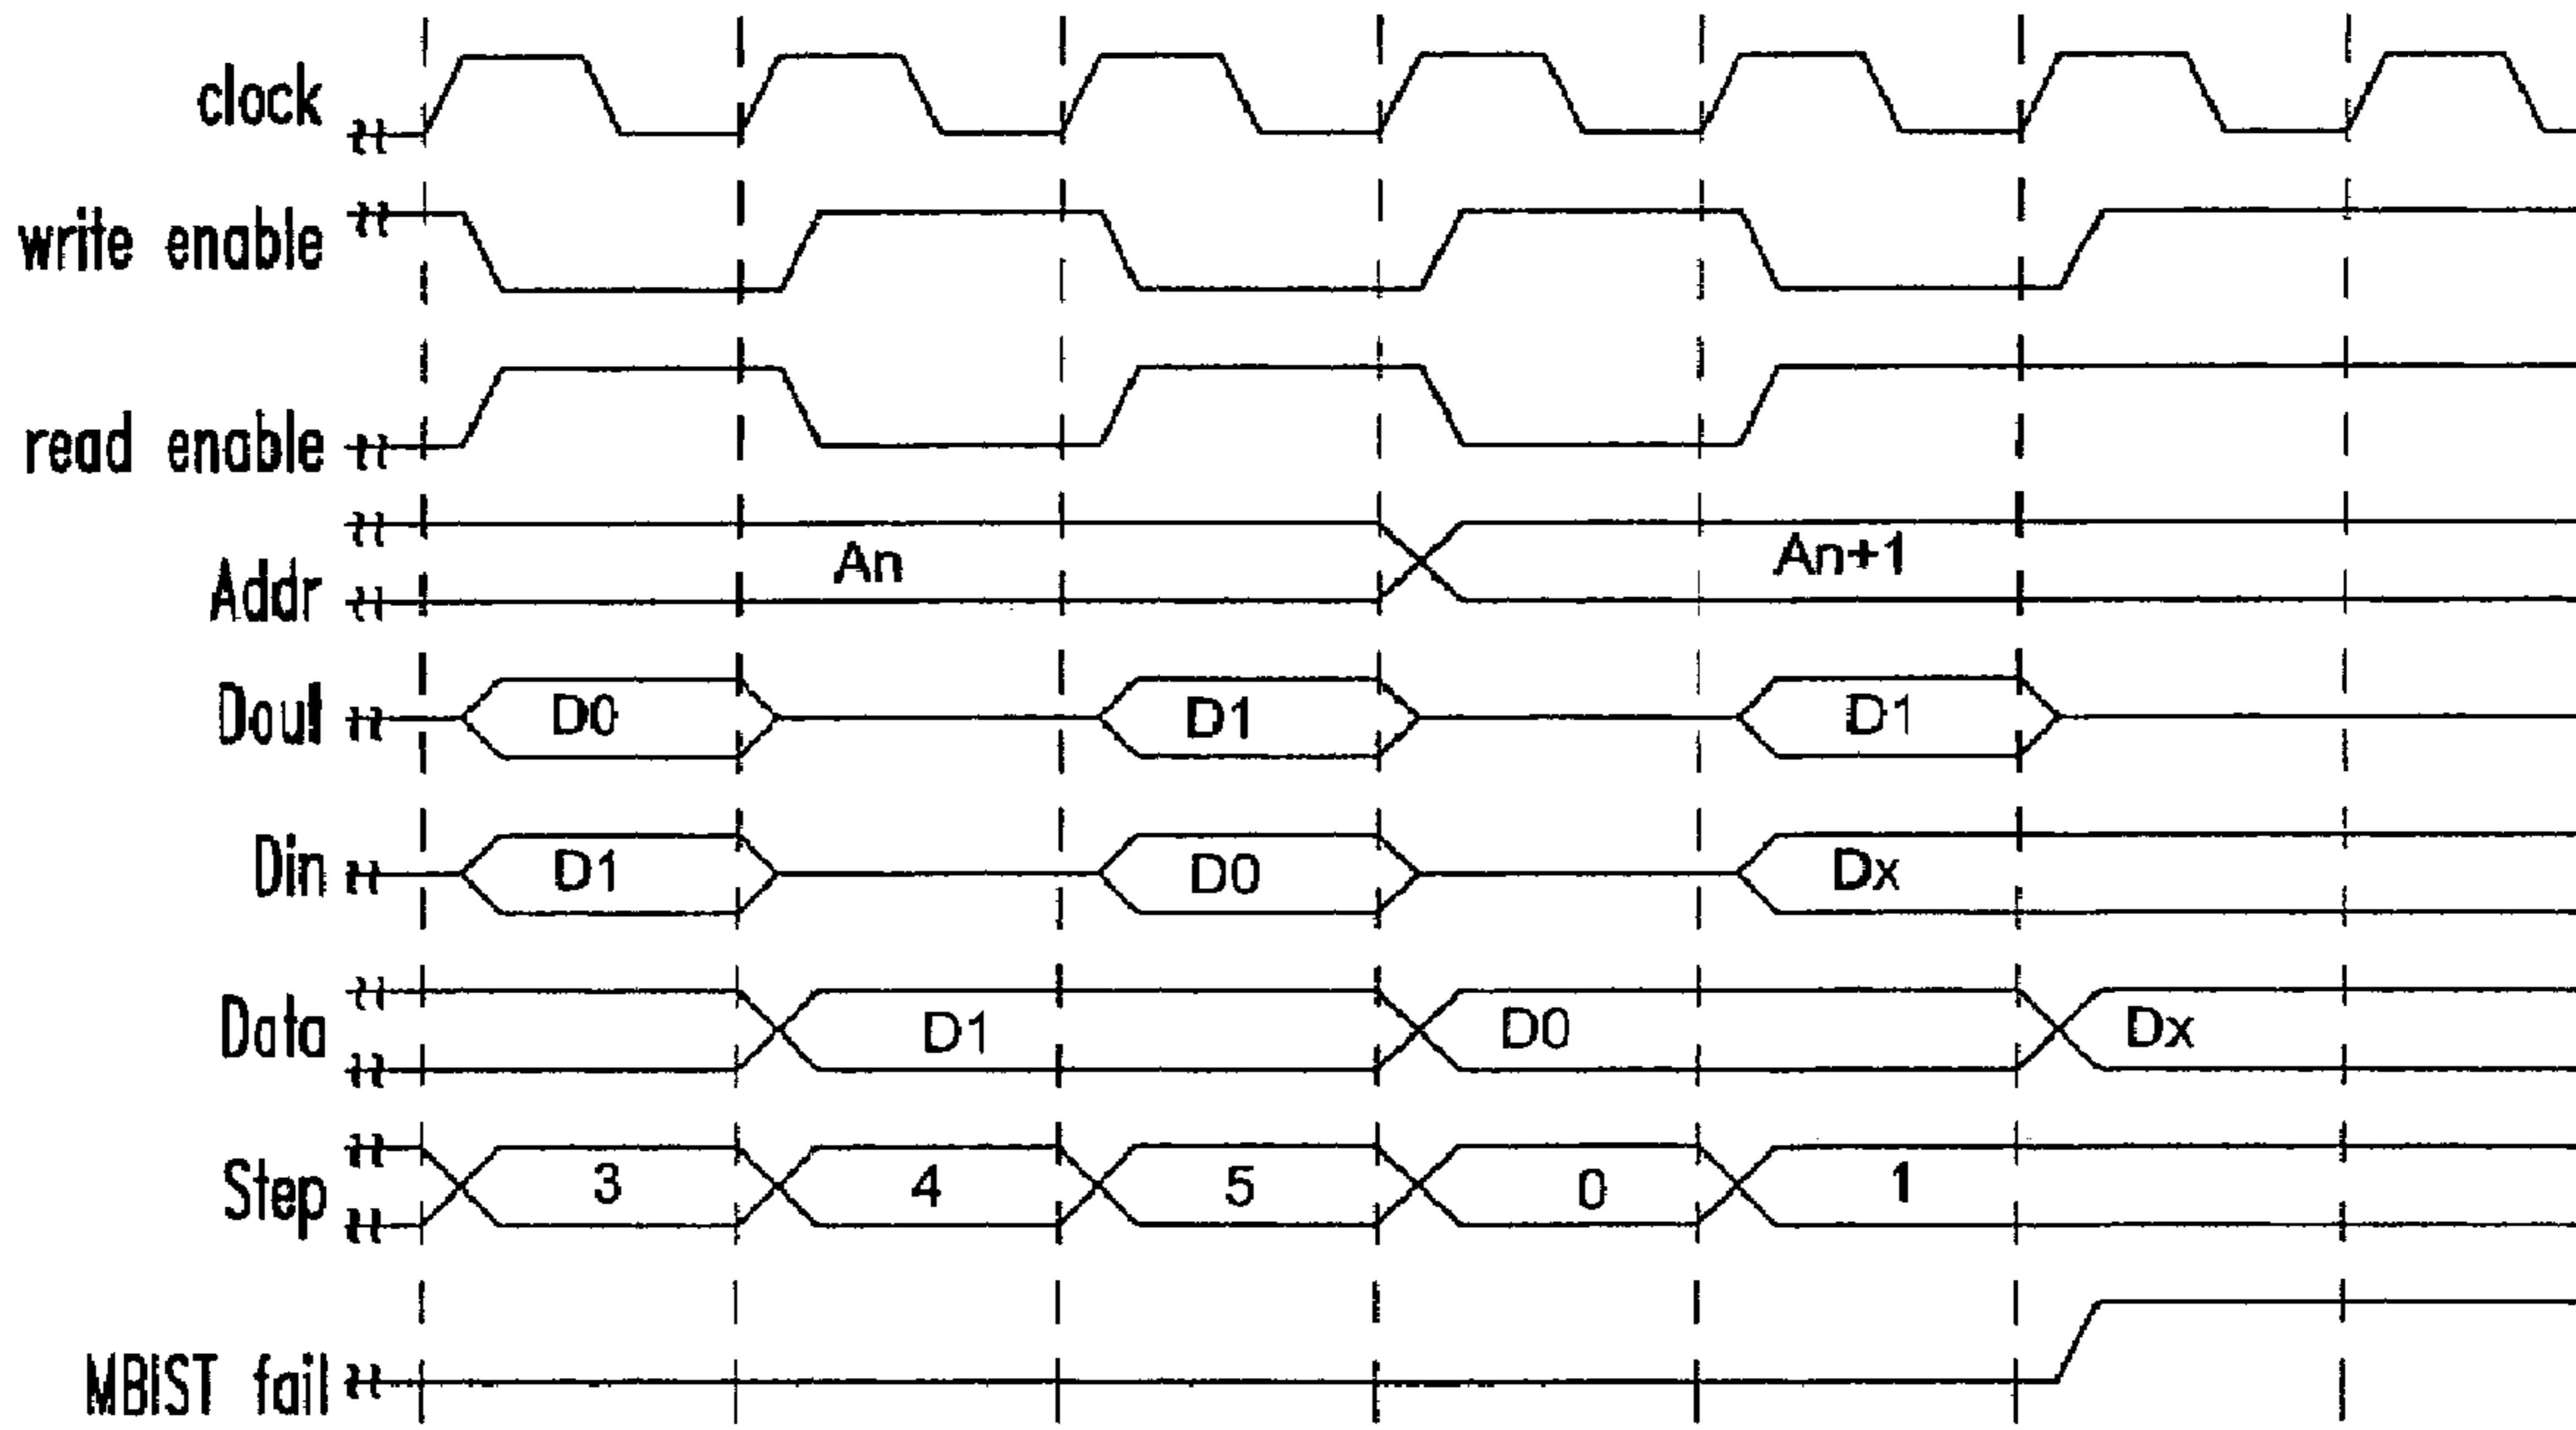 clock
write enable
read enable
Addr An An+1
Dout D0 D1 D1
Din D1 D0 Dx
Data D1 D0 Dx
Step 3 4 5 0 1
MBIST fail